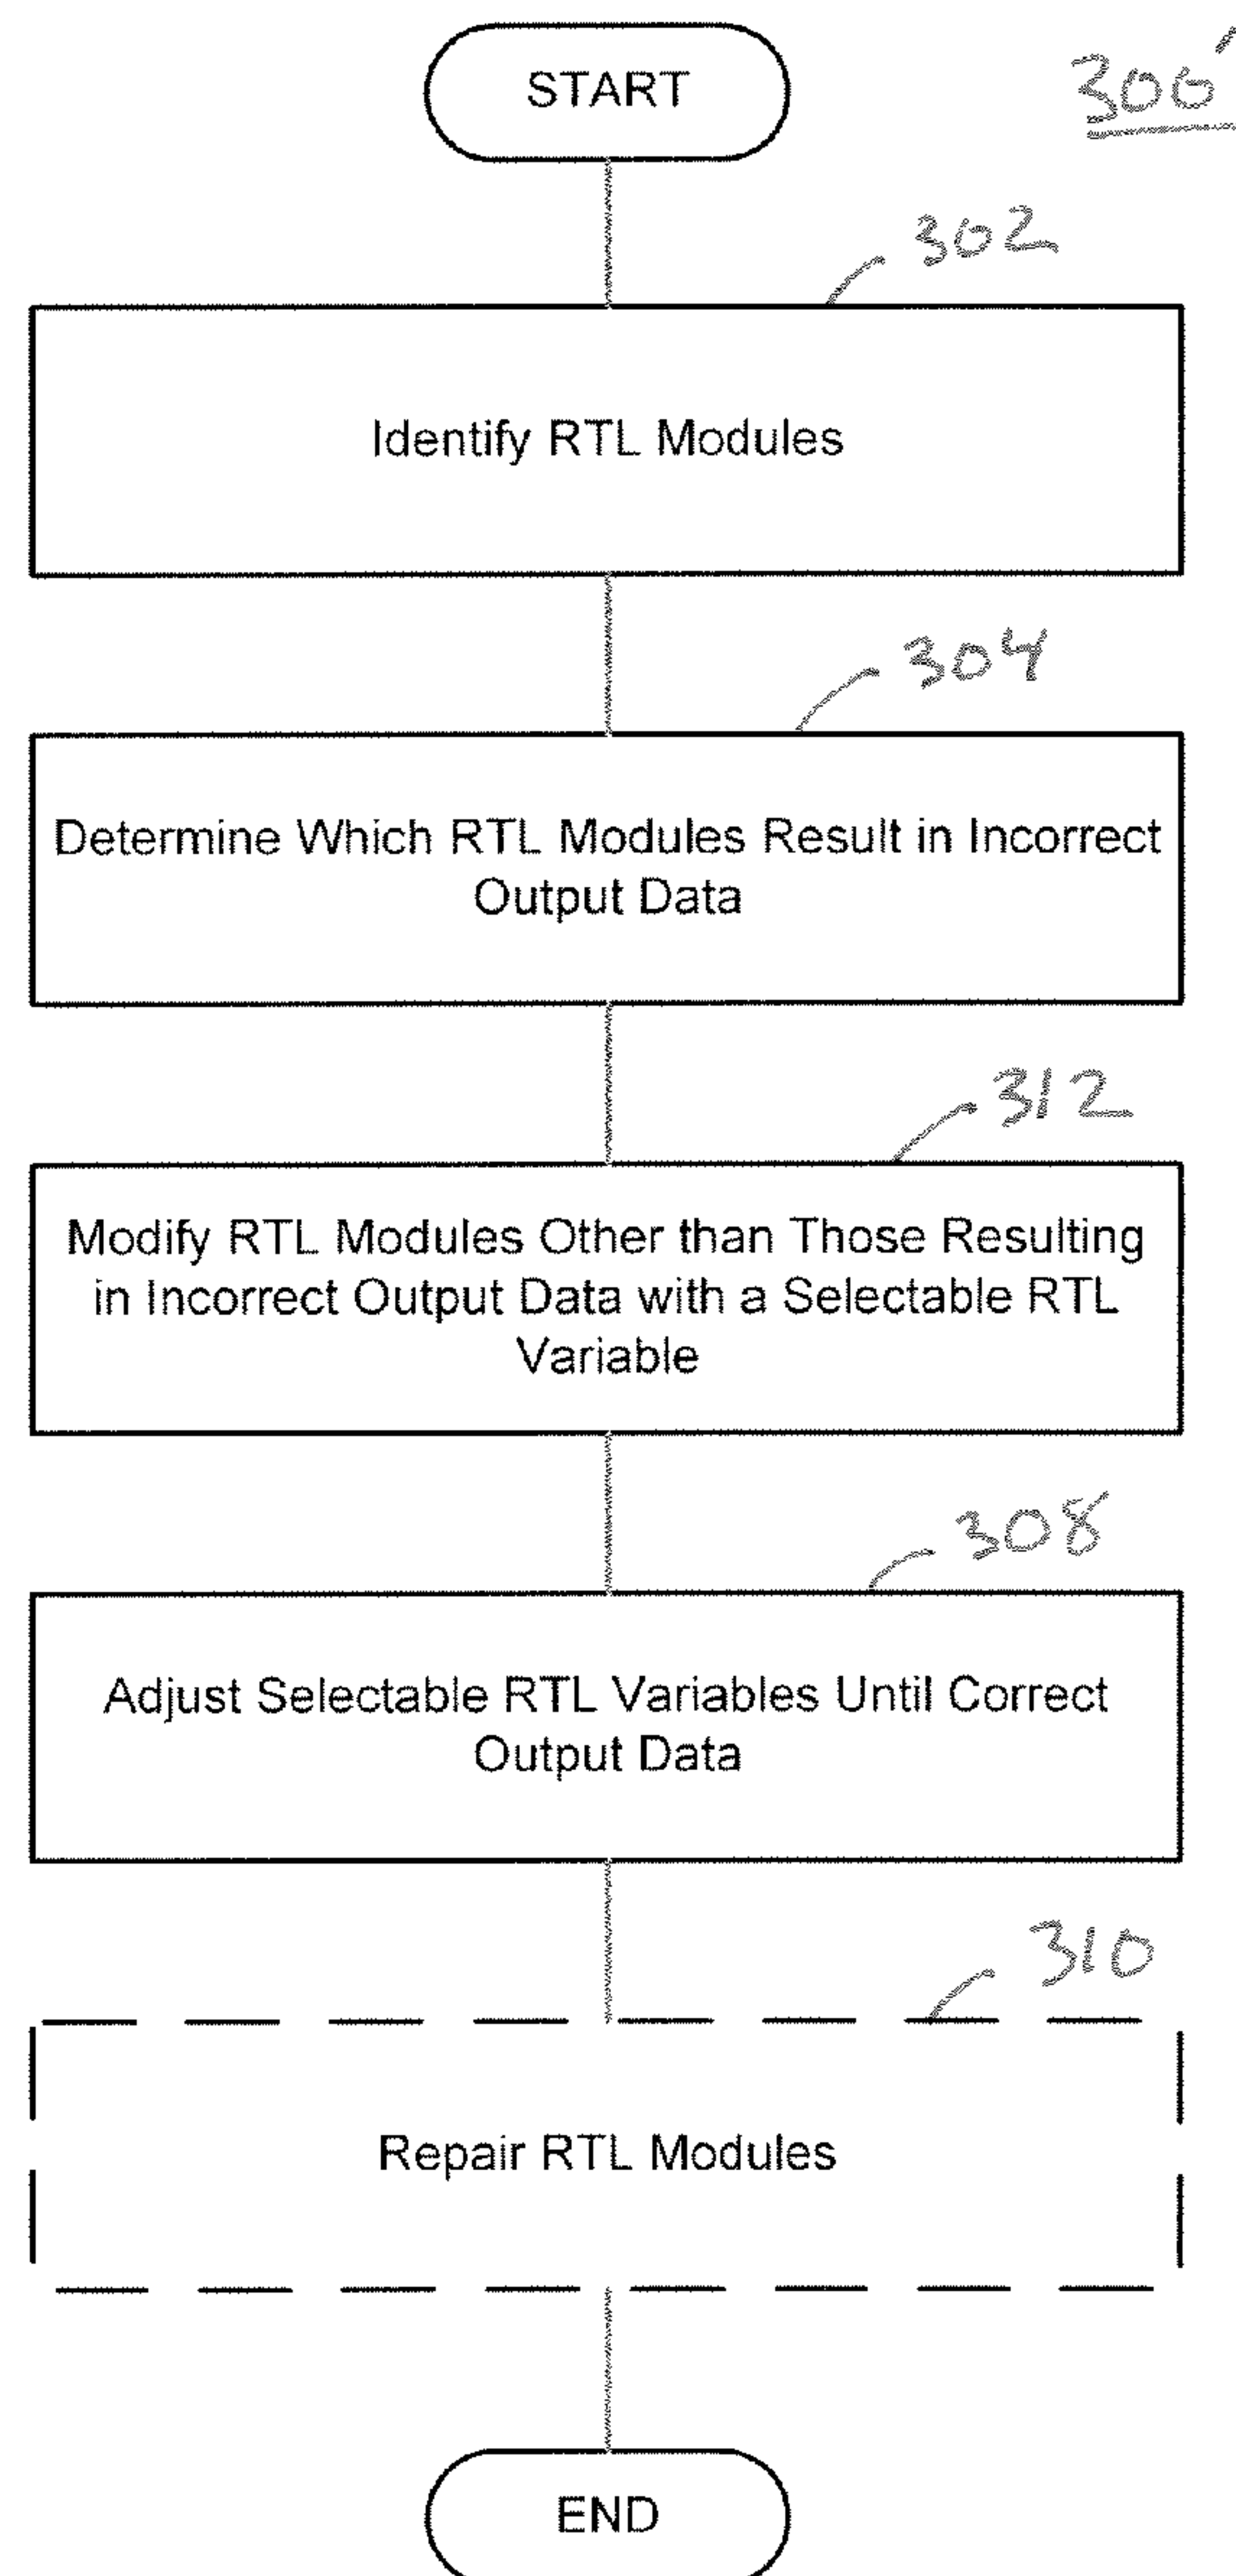 START
300'
302
Identify RTL Modules
304
Determine Which RTL Modules Result in Incorrect
Output Data
312
Modify RTL Modules Other than Those Resulting
in Incorrect Output Data with a Selectable RTL
Variable
308
Adjust Selectable RTL Variables Until Correct
Output Data
310
Repair RTL Modules
END